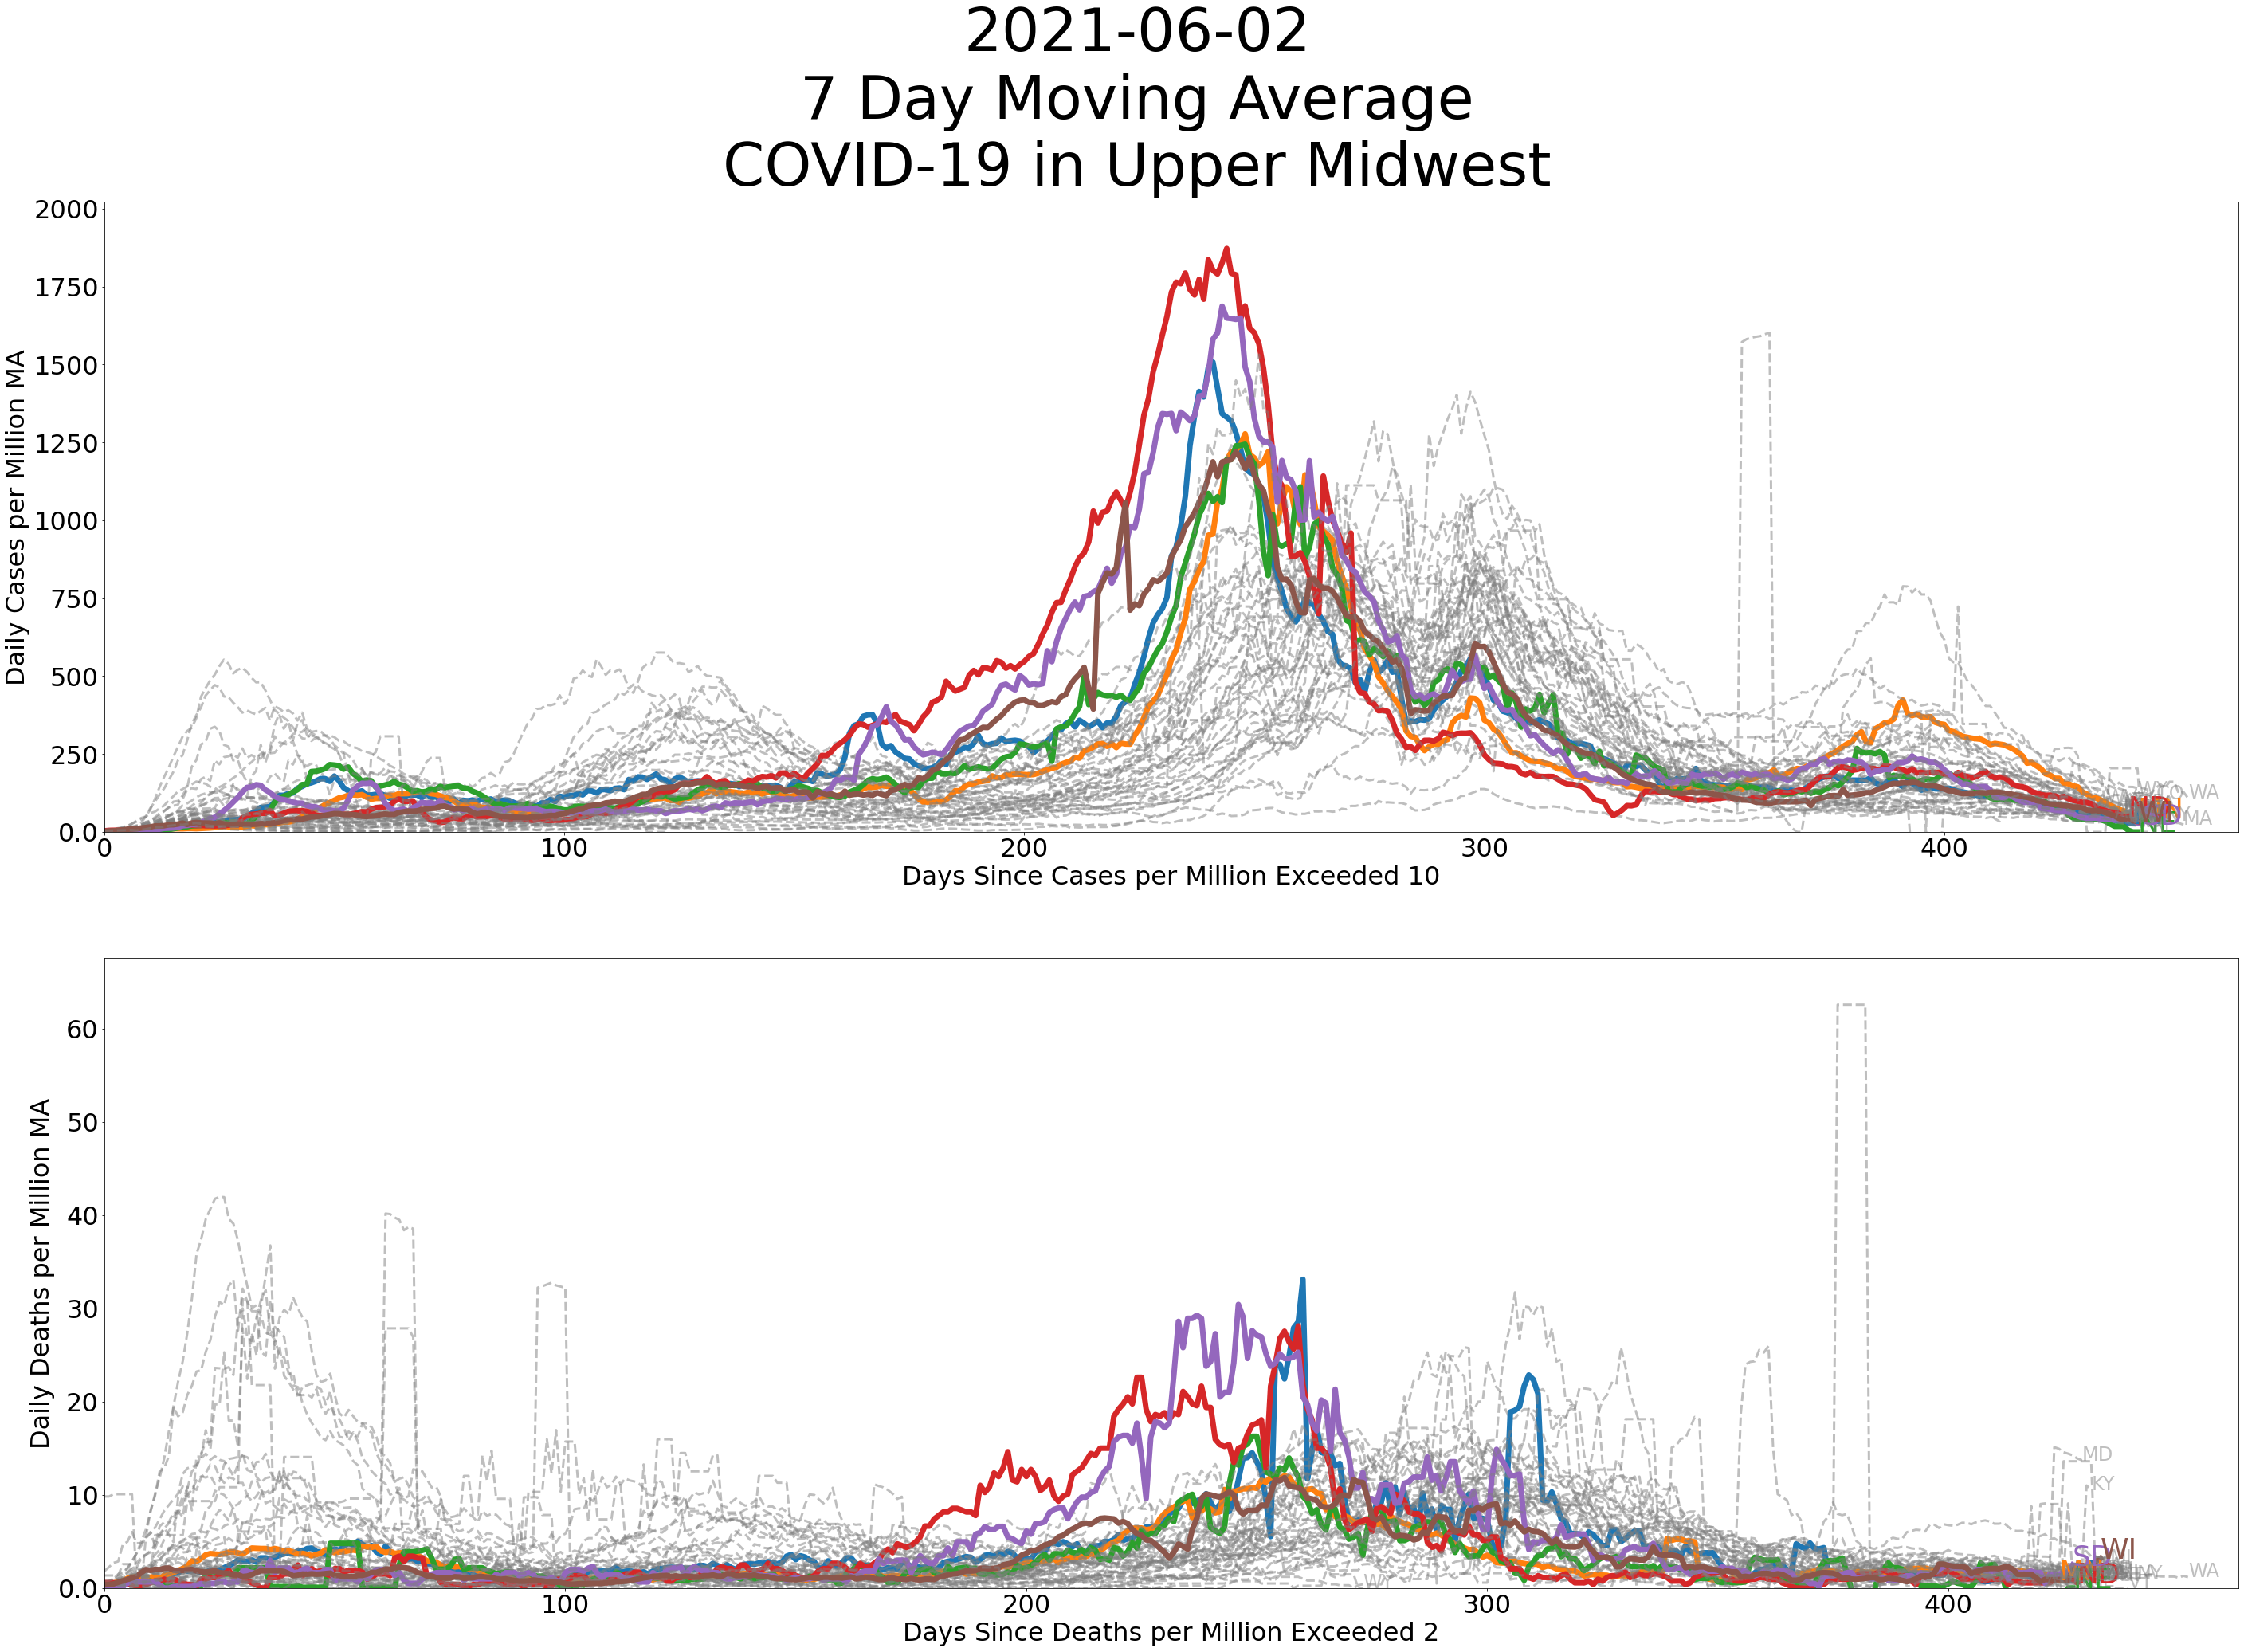 2021-06-02
7 Day Moving Average
COVID-19 in Upper Midwest
2000
1750
1500
1250
1000
750
500
250
0.0
Daily Cases per Million MA
0
100
200
300
400
WA
MA
Days Since Cases per Million Exceeded 10
60
50
40
30
20
10
0.0
Daily Deaths per Million MA
MD
KY
WI
WA
ND
0
100
200
300
400
Days Since Deaths per Million Exceeded 2